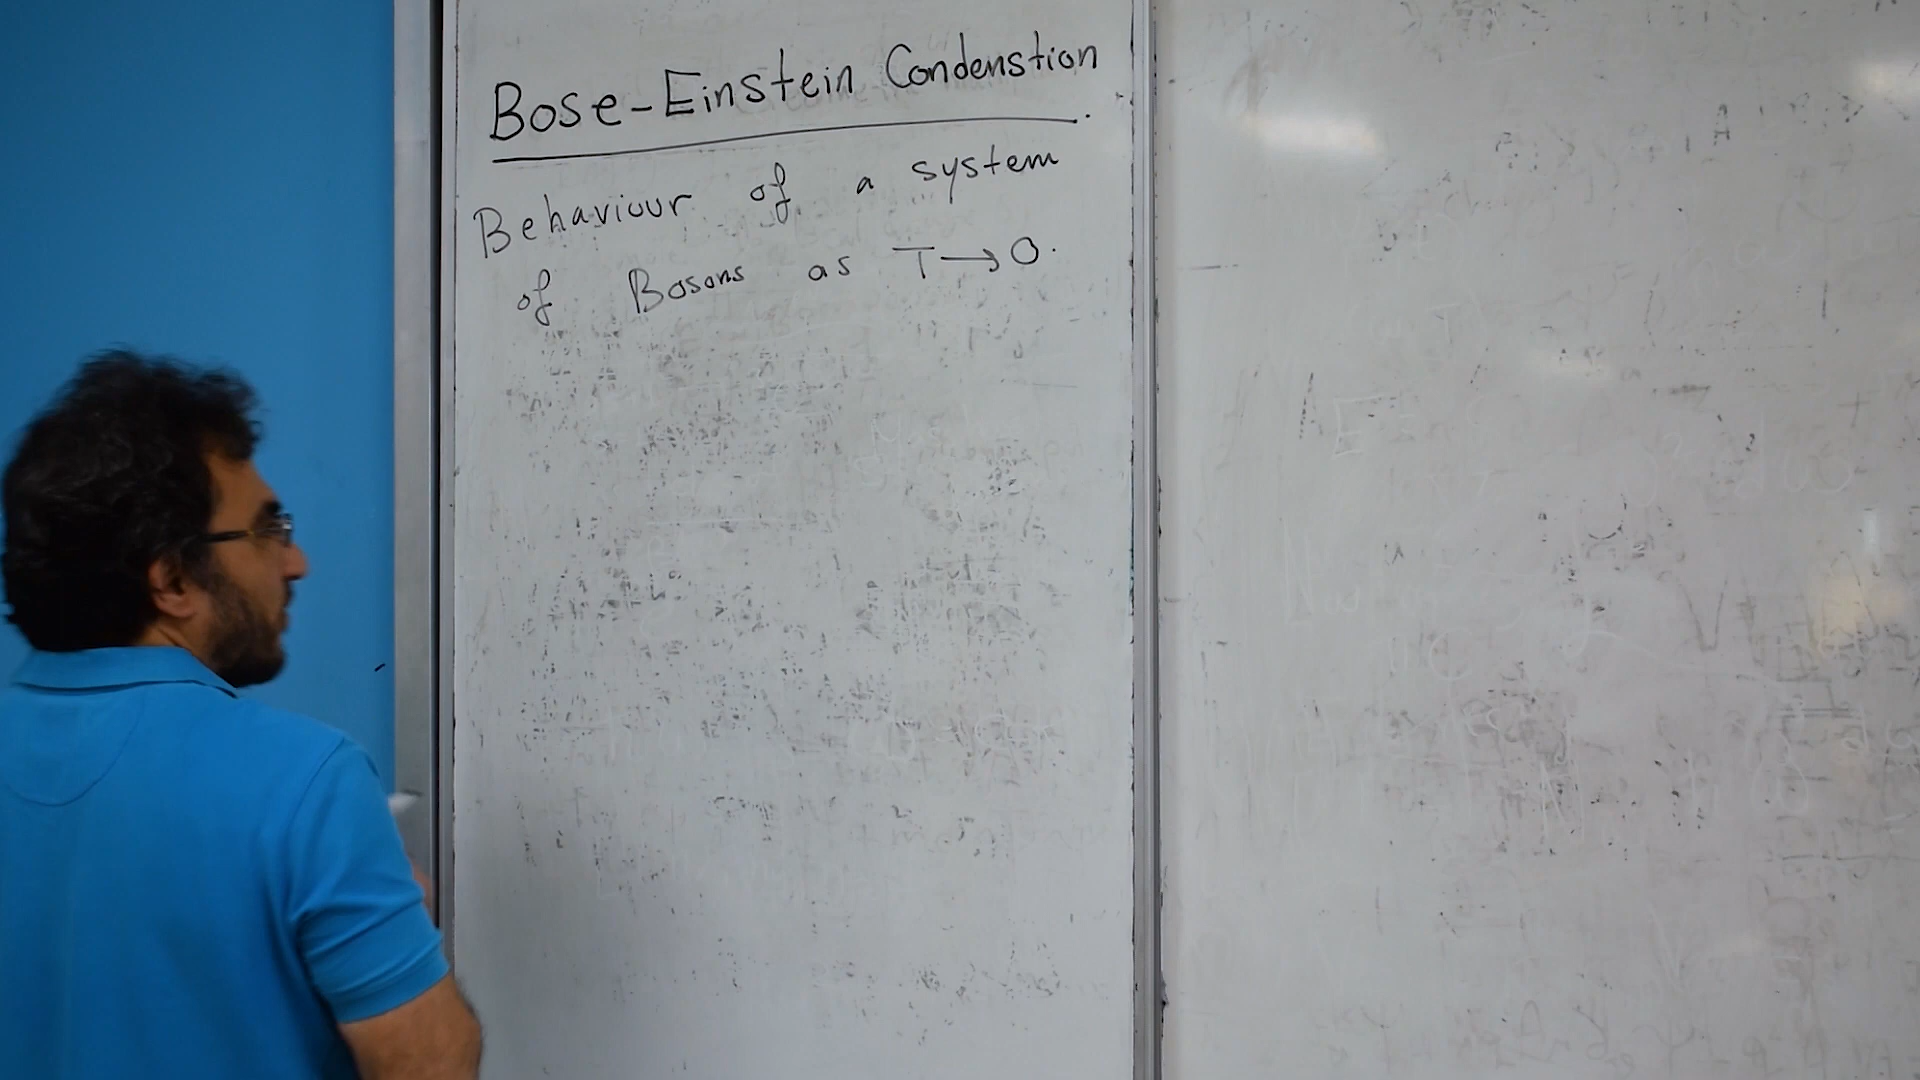 Bose-Einstein Condenstion
Behaviour of a system
of Bosons as T→0.